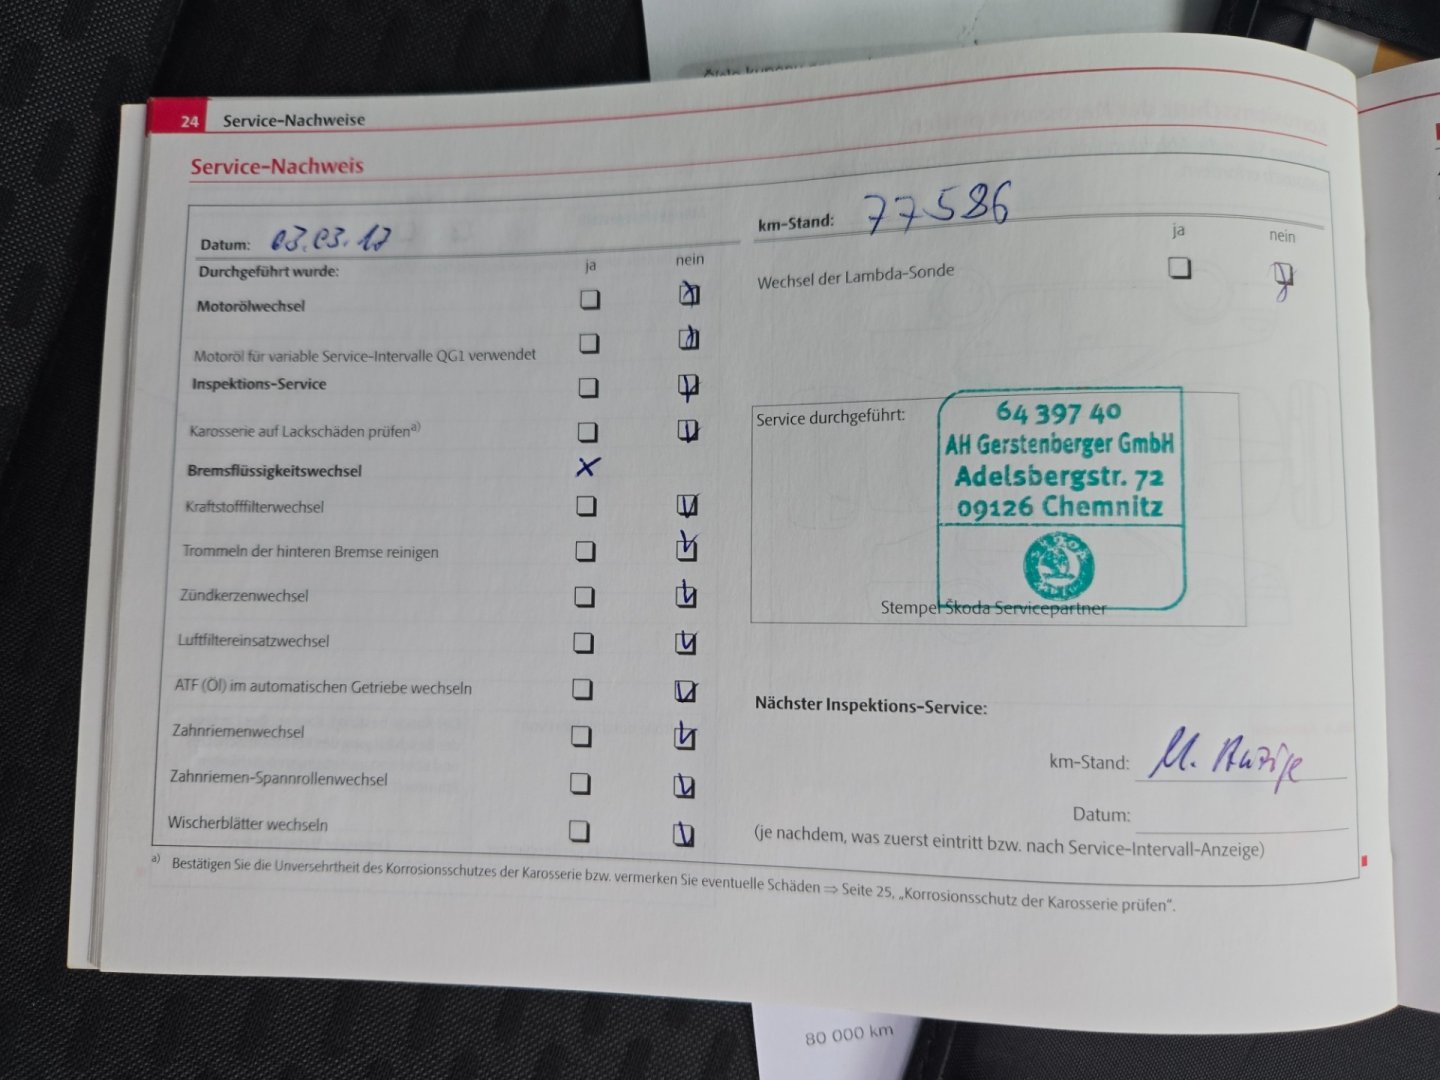 24 Service-Nachweise
Service-Nachweis
Datum: 03.03.17
Durchgeführt wurde: ja nein
Motorölwechsel
Motoröl für variable Service-Intervalle QG1 verwendet
Inspektions-Service
Karosserie auf Lackschäden prüfen a)
Bremsflüssigkeitswechsel
Kraftstofffilterwechsel
Trommeln der hinteren Bremse reinigen
Zündkerzenwechsel
Luftfiltereinsatzwechsel
ATF (Öl) im automatischen Getriebe wechseln
Zahnriemenwechsel
Zahnriemen-Spannrollenwechsel
Wischerblätter wechseln
km-Stand: 77586
ja nein
Wechsel der Lambda-Sonde
Service durchgeführt:
64 397 40
AH Gerstenberger GmbH
Adelsbergstr. 72
09126 Chemnitz
Stempel Škoda Servicepartner
Nächster Inspektions-Service:
km-Stand: M. Anzige
Datum:
(je nachdem, was zuerst eintritt bzw. nach Service-Intervall-Anzeige)
a) Bestätigen Sie die Unversehrtheit des Korrosionsschutzes der Karosserie bzw. vermerken Sie eventuelle Schäden ⇒ Seite 25, „Korrosionsschutz der Karosserie prüfen“.
80 000 km